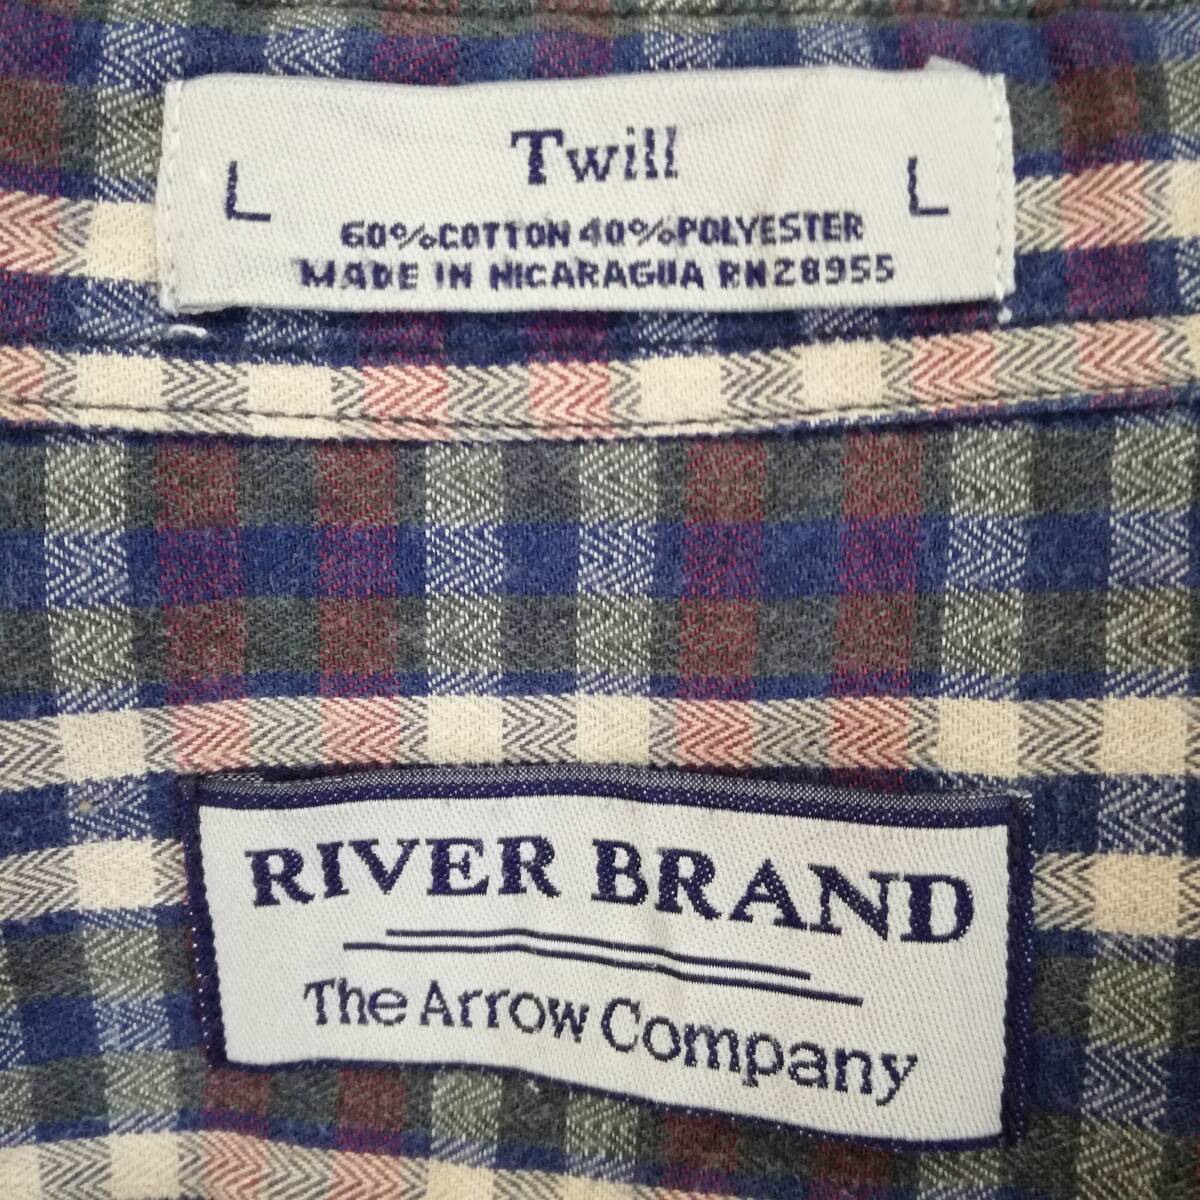 Twill
L L
60%COTTON 40%POLYESTER
MADE IN NICARAGUA RN28955
RIVER BRAND
The Arrow Company